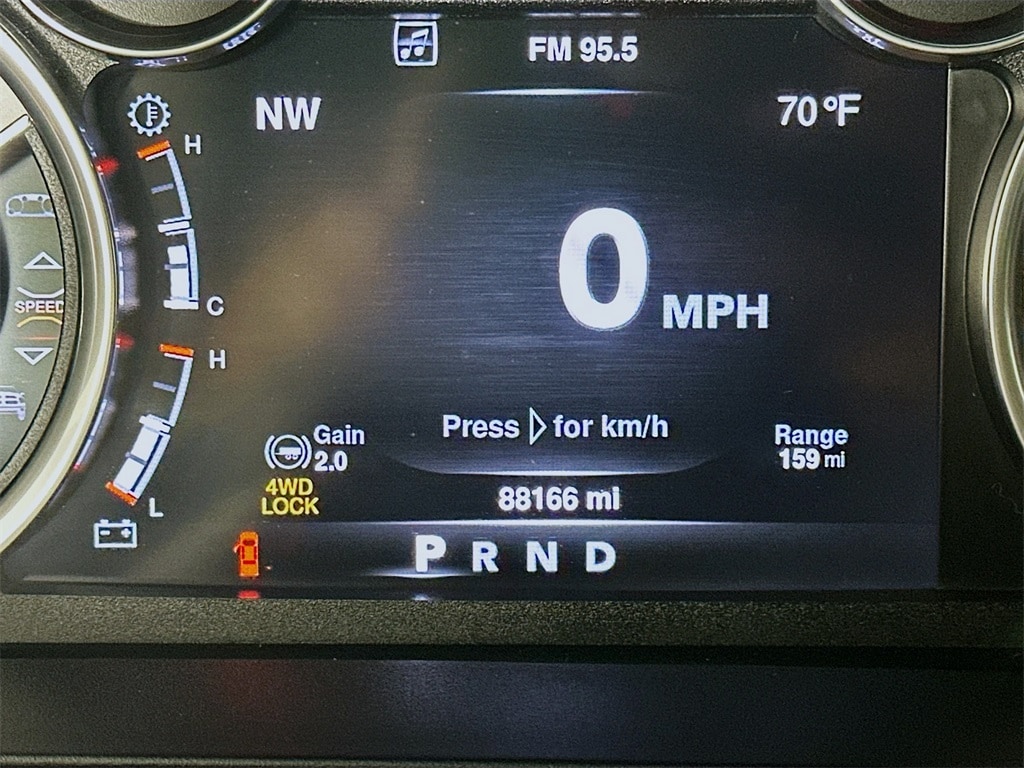 FM 95.5
NW
70°F
H
C
SPEED
0 MPH
H
L
Gain
2.0
4WD
LOCK
Press ▷ for km/h
Range
159 mi
88166 mi
P R N D